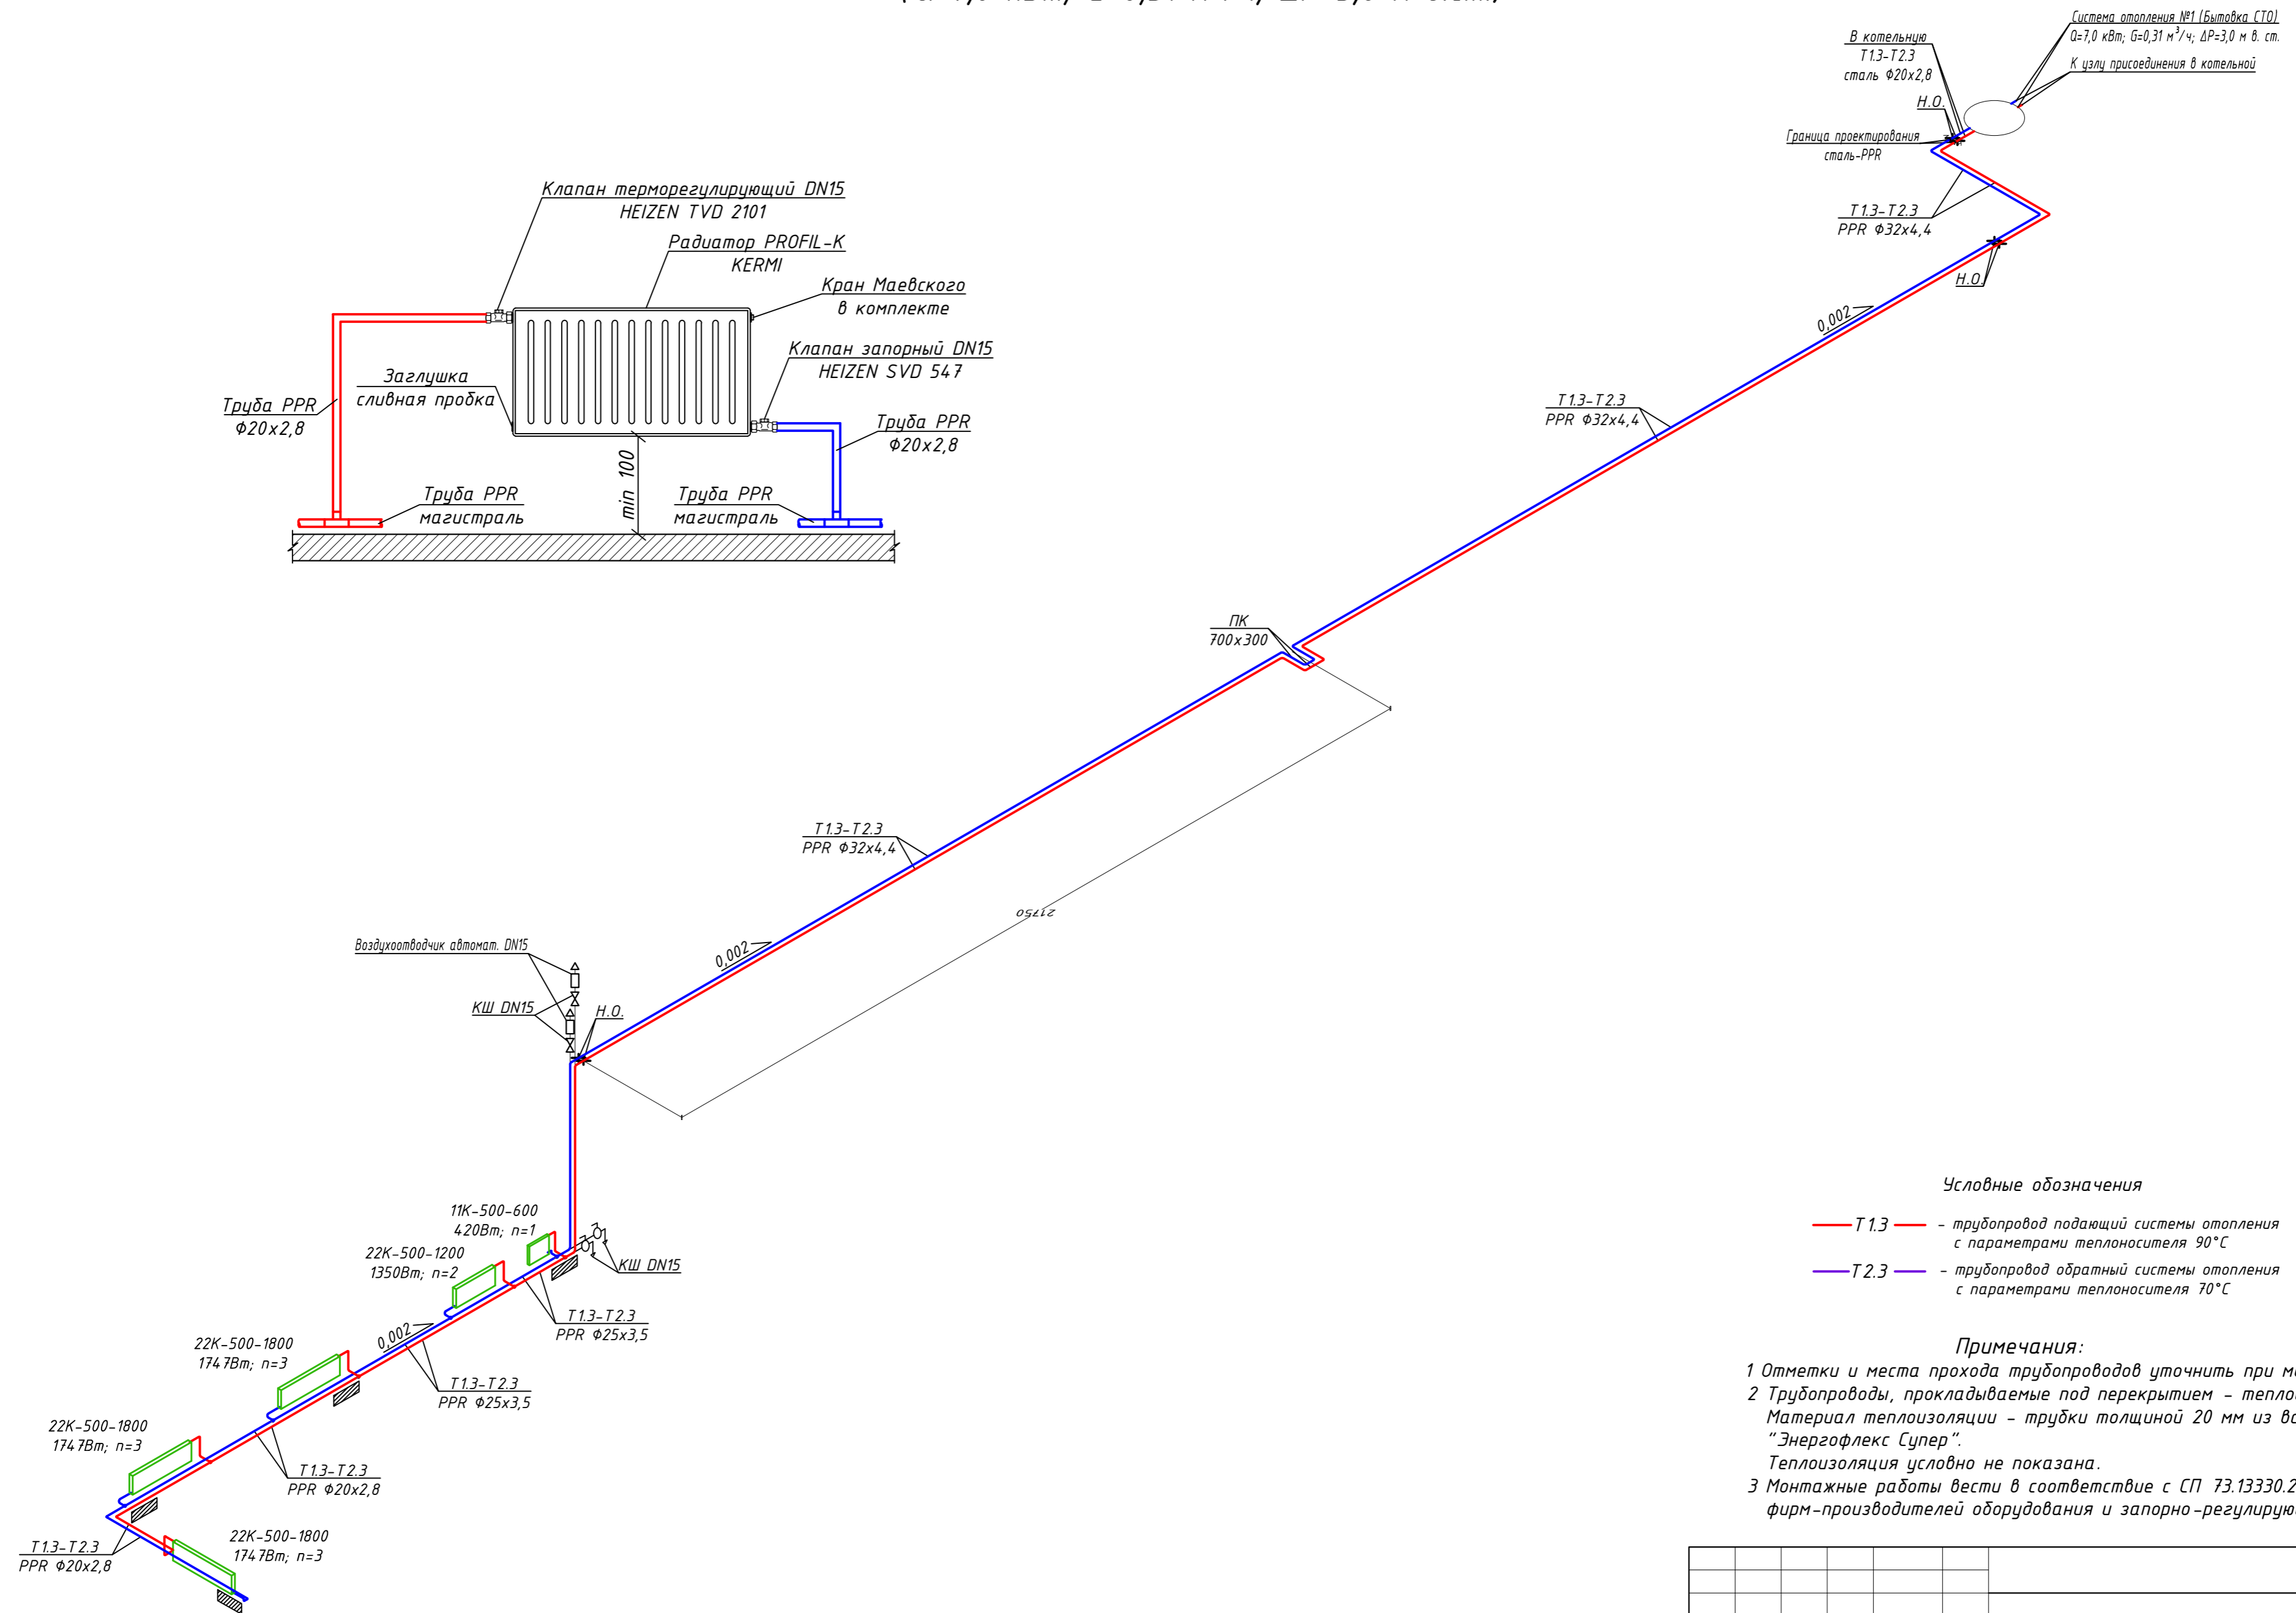 Система отопления №1 (Бытовка СТО)
Q=7,0 кВт; G=0,31 м³/ч; ΔP=3,0 м в. ст.
К узлу присоединения в котельной
В котельную
Т1.3-Т2.3
сталь Ф20х2,8
Н.О.
Граница проектирования
сталь-PPR
Т1.3-Т2.3
PPR Ф32х4,4
Н.О.
0,002
Т1.3-Т2.3
PPR Ф32х4,4
Клапан терморегулирующий DN15
HEIZEN TVD 2101
Радиатор PROFIL-K
KERMI
Кран Маевского
в комплекте
Клапан запорный DN15
HEIZEN SVD 547
Заглушка
сливная пробка
Труба PPR
Ф20х2,8
Труба PPR
Ф20х2,8
min 100
Труба PPR
магистраль
Труба PPR
магистраль
ПК
700х300
Т1.3-Т2.3
PPR Ф32х4,4
21750
0,002
Воздухоотводчик автомат. DN15
КШ DN15
Н.О.
11К-500-600
420Вт; n=1
22К-500-1200
1350Вт; n=2
КШ DN15
Т1.3-Т2.3
PPR Ф25х3,5
0,002
22К-500-1800
1747Вт; n=3
Т1.3-Т2.3
PPR Ф25х3,5
22К-500-1800
1747Вт; n=3
Т1.3-Т2.3
PPR Ф20х2,8
22К-500-1800
1747Вт; n=3
Т1.3-Т2.3
PPR Ф20х2,8
Условные обозначения
Т1.3 - трубопровод подающий системы отопления
с параметрами теплоносителя 90°С
Т2.3 - трубопровод обратный системы отопления
с параметрами теплоносителя 70°С
Примечания:
1 Отметки и места прохода трубопроводов уточнить при
2 Трубопроводы, прокладываемые под перекрытием -
Материал теплоизоляции - трубки толщиной 20 мм из
"Энергофлекс Супер".
Теплоизоляция условно не показана.
3 Монтажные работы вести в соответствие с СП 73.13330.2
фирм-производителей оборудования и